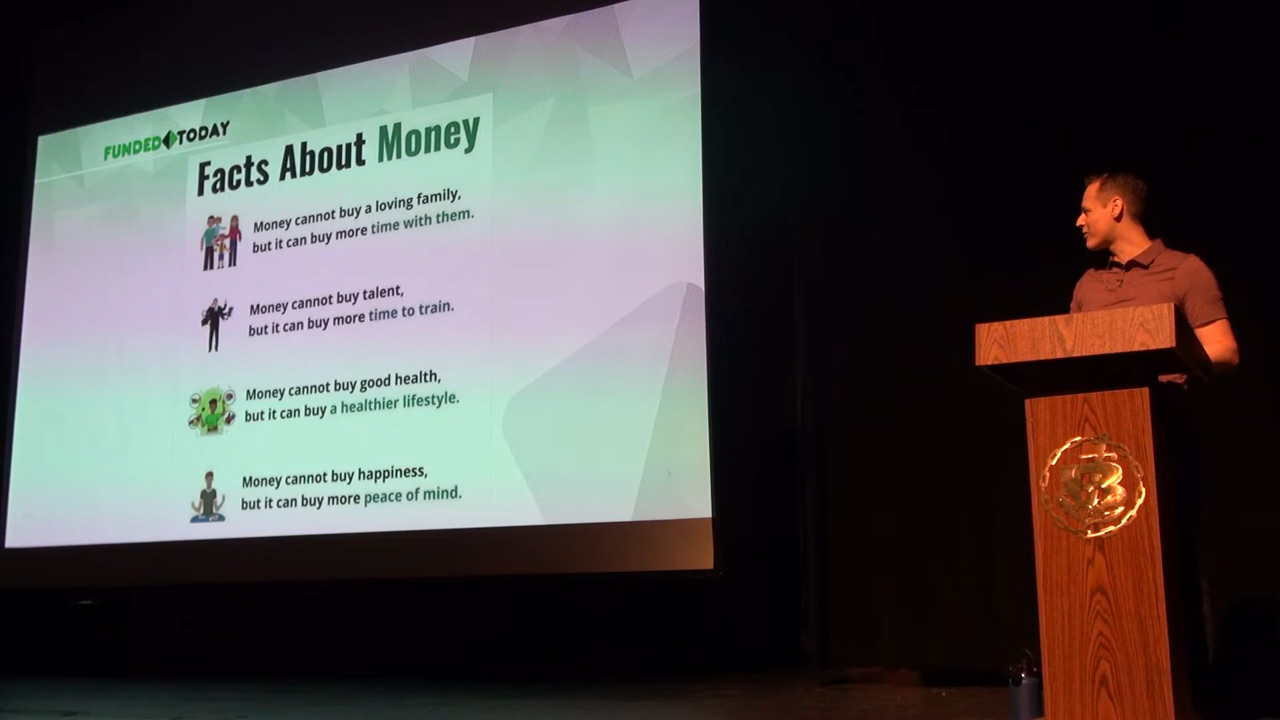 FUNDED TODAY
Facts About Money
Money cannot buy a loving family,
but it can buy more time with them.
Money cannot buy talent,
but it can buy more time to train.
Money cannot buy good health,
but it can buy a healthier lifestyle.
Money cannot buy happiness,
but it can buy more peace of mind.